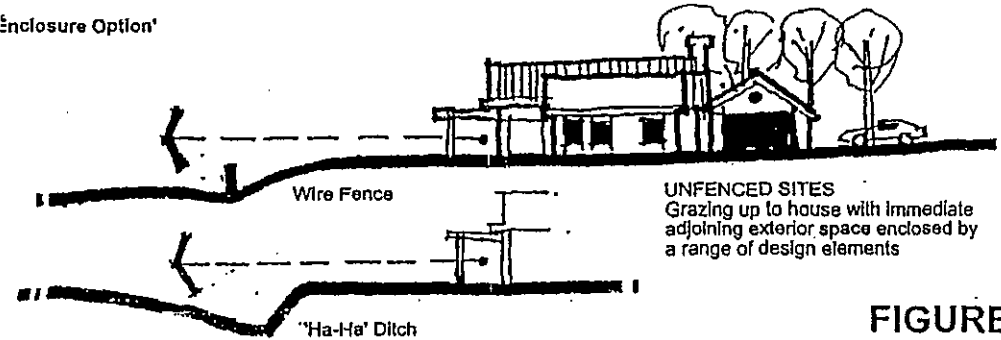 Enclosure Option'
Wire Fence
UNFENCED SITES
Grazing up to house with immediate
adjoining exterior space enclosed by
a range of design elements
"Ha-Ha' Ditch
FIGURE